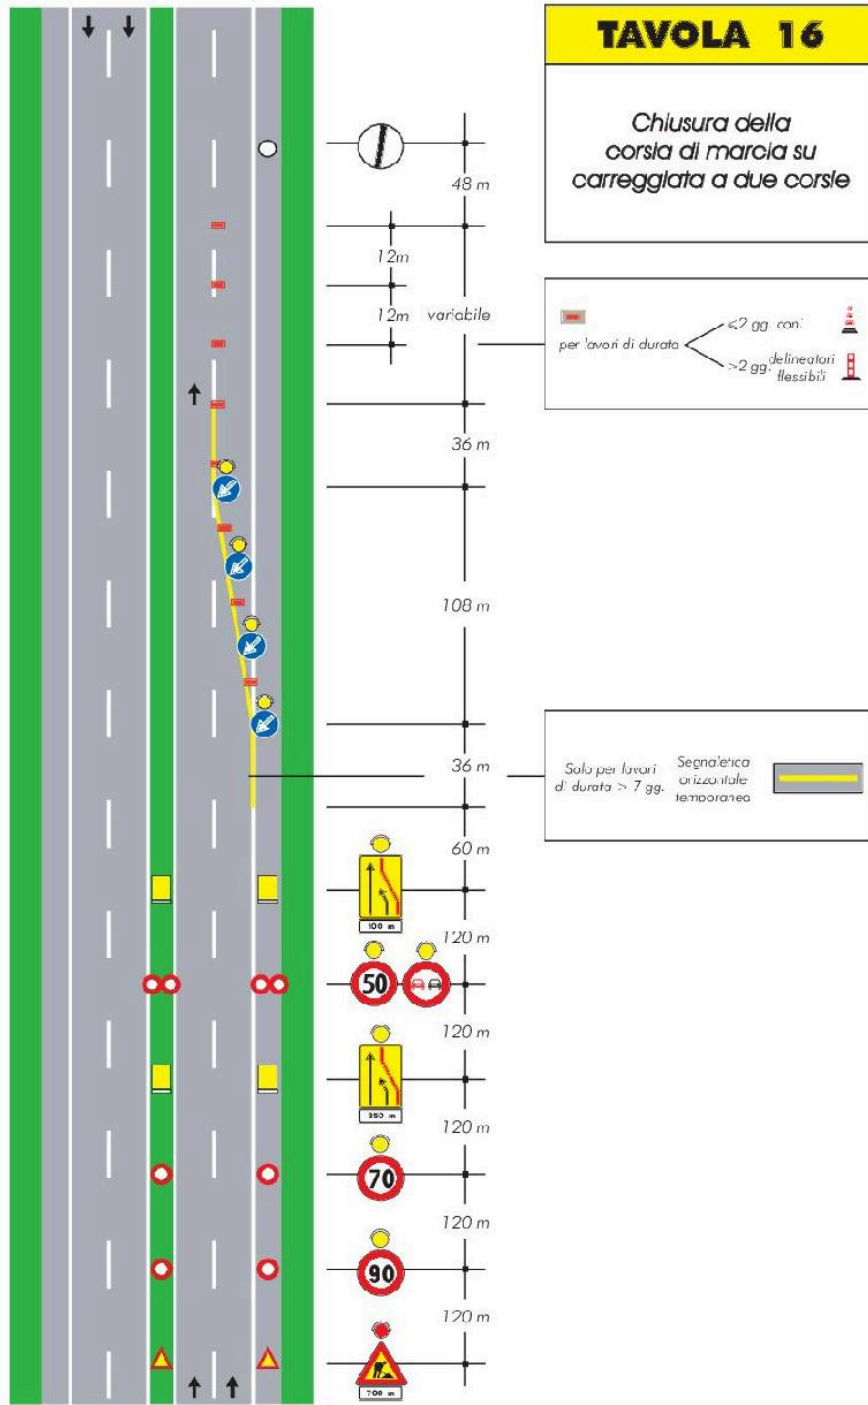 TAVOLA 16
Chiusura della
corsia di marcia su
carreggiata a due corsie
48 m
12m
12m variabile
per lavori di durata
≤2 gg. coni
>2 gg. delineatori
flessibili
36 m
108 m
36 m
Solo per lavori
di durata > 7 gg.
Segnaletica
orizzontale
temporanea
60 m
100 m
120 m
50
120 m
350 m
120 m
70
120 m
90
120 m
700 m